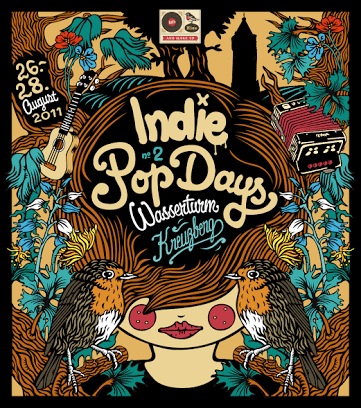 26.-
28.
August
2011
Indie
No 2
Pop Days
Wasserturm
Kreuzberg